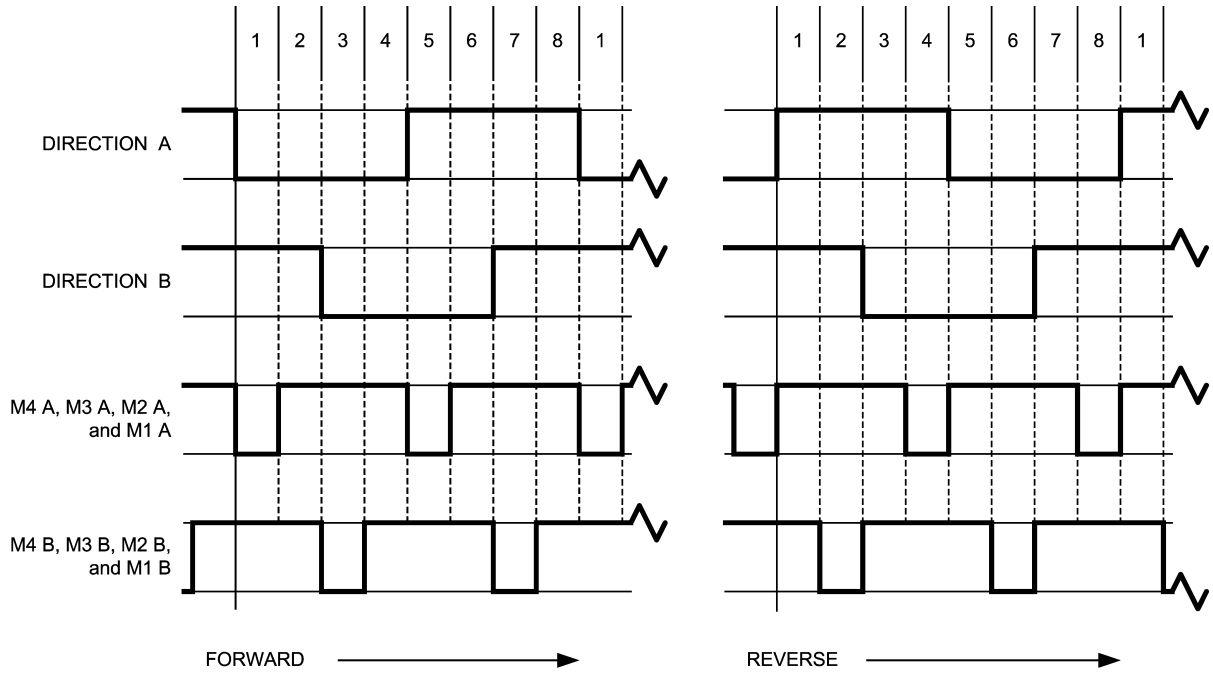 1 2 3 4 5 6 7 8 1
1 2 3 4 5 6 7 8 1
DIRECTION A
DIRECTION B
M4 A, M3 A, M2 A,
and M1 A
M4 B, M3 B, M2 B,
and M1 B
FORWARD
REVERSE